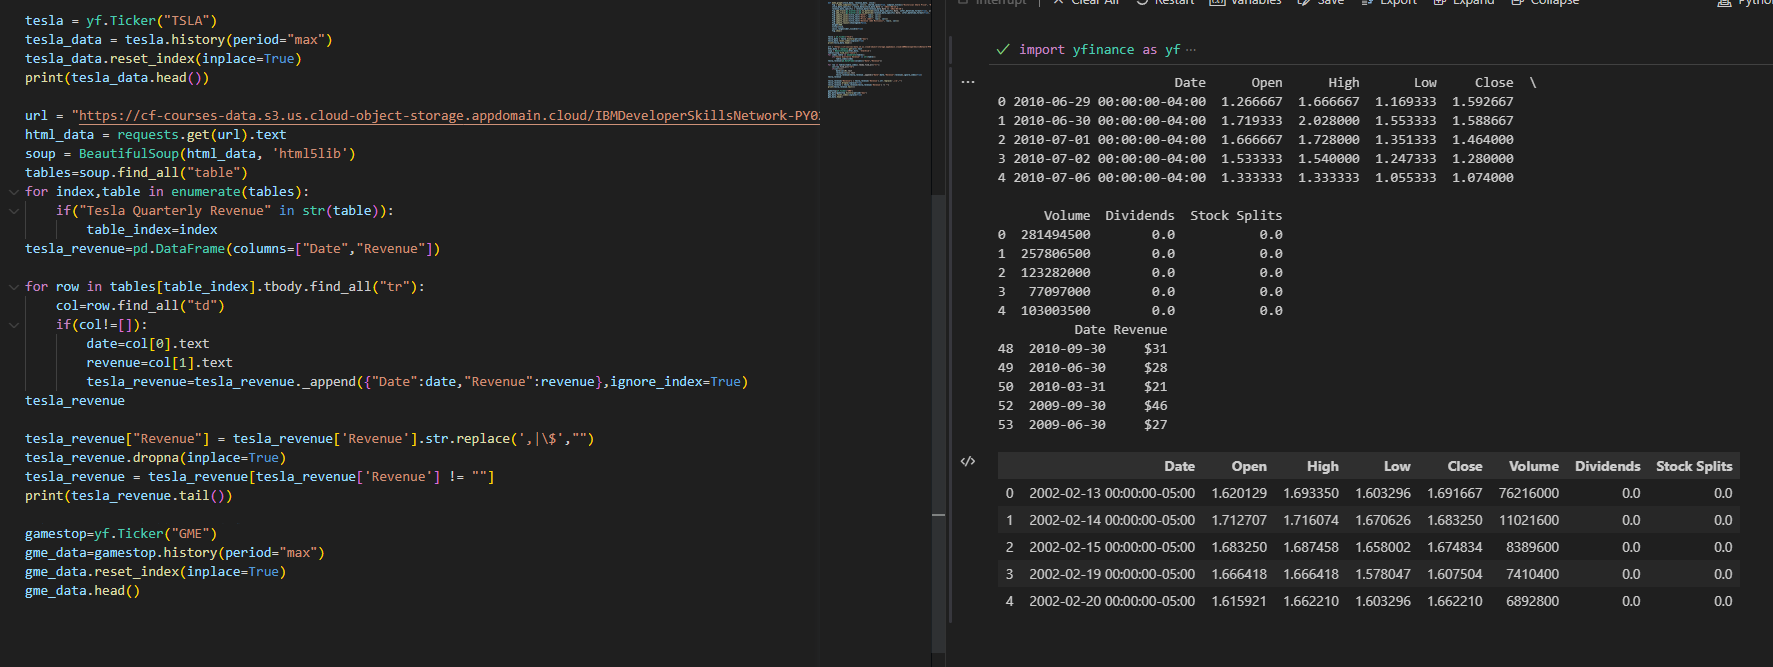 tesla = yf.Ticker("TSLA")
tesla_data = tesla.history(period="max")
tesla_data.reset_index(inplace=True)
print(tesla_data.head())
url = "https://cf-courses-data.s3.us.cloud-object-storage.appdomain.cloud/IBMDeveloperSkillsNetwork-PY0
html_data = requests.get(url).text
soup = BeautifulSoup(html_data, 'html5lib')
tables=soup.find_all("table")
for index,table in enumerate(tables):
    if("Tesla Quarterly Revenue" in str(table)):
        table_index=index
tesla_revenue=pd.DataFrame(columns=["Date","Revenue"])
for row in tables[table_index].tbody.find_all("tr"):
    col=row.find_all("td")
    if(col!=[]):
        date=col[0].text
        revenue=col[1].text
        tesla_revenue=tesla_revenue._append({"Date":date,"Revenue":revenue},ignore_index=True)
tesla_revenue
tesla_revenue["Revenue"] = tesla_revenue['Revenue'].str.replace(',|\$',"")
tesla_revenue.dropna(inplace=True)
tesla_revenue = tesla_revenue[tesla_revenue['Revenue'] != ""]
print(tesla_revenue.tail())
gamestop=yf.Ticker("GME")
gme_data=gamestop.history(period="max")
gme_data.reset_index(inplace=True)
gme_data.head()
Interrupt | Clear All Restart Variables Save Export Expand Collapse Pytho
✓ import yfinance as yf ···
Date Open High Low Close \
0 2010-06-29 00:00:00-04:00 1.266667 1.666667 1.169333 1.592667
1 2010-06-30 00:00:00-04:00 1.719333 2.028000 1.553333 1.588667
2 2010-07-01 00:00:00-04:00 1.666667 1.728000 1.351333 1.464000
3 2010-07-02 00:00:00-04:00 1.533333 1.540000 1.247333 1.280000
4 2010-07-06 00:00:00-04:00 1.333333 1.333333 1.055333 1.074000
Volume Dividends Stock Splits
0 281494500 0.0 0.0
1 257806500 0.0 0.0
2 123282000 0.0 0.0
3 77097000 0.0 0.0
4 103003500 0.0 0.0
Date Revenue
48 2010-09-30 $31
49 2010-06-30 $28
50 2010-03-31 $21
52 2009-09-30 $46
53 2009-06-30 $27
Date Open High Low Close Volume Dividends Stock Splits
0 2002-02-13 00:00:00-05:00 1.620129 1.693350 1.603296 1.691667 76216000 0.0 0.0
1 2002-02-14 00:00:00-05:00 1.712707 1.716074 1.670626 1.683250 11021600 0.0 0.0
2 2002-02-15 00:00:00-05:00 1.683250 1.687458 1.658002 1.674834 8389600 0.0 0.0
3 2002-02-19 00:00:00-05:00 1.666418 1.666418 1.578047 1.607504 7410400 0.0 0.0
4 2002-02-20 00:00:00-05:00 1.615921 1.662210 1.603296 1.662210 6892800 0.0 0.0